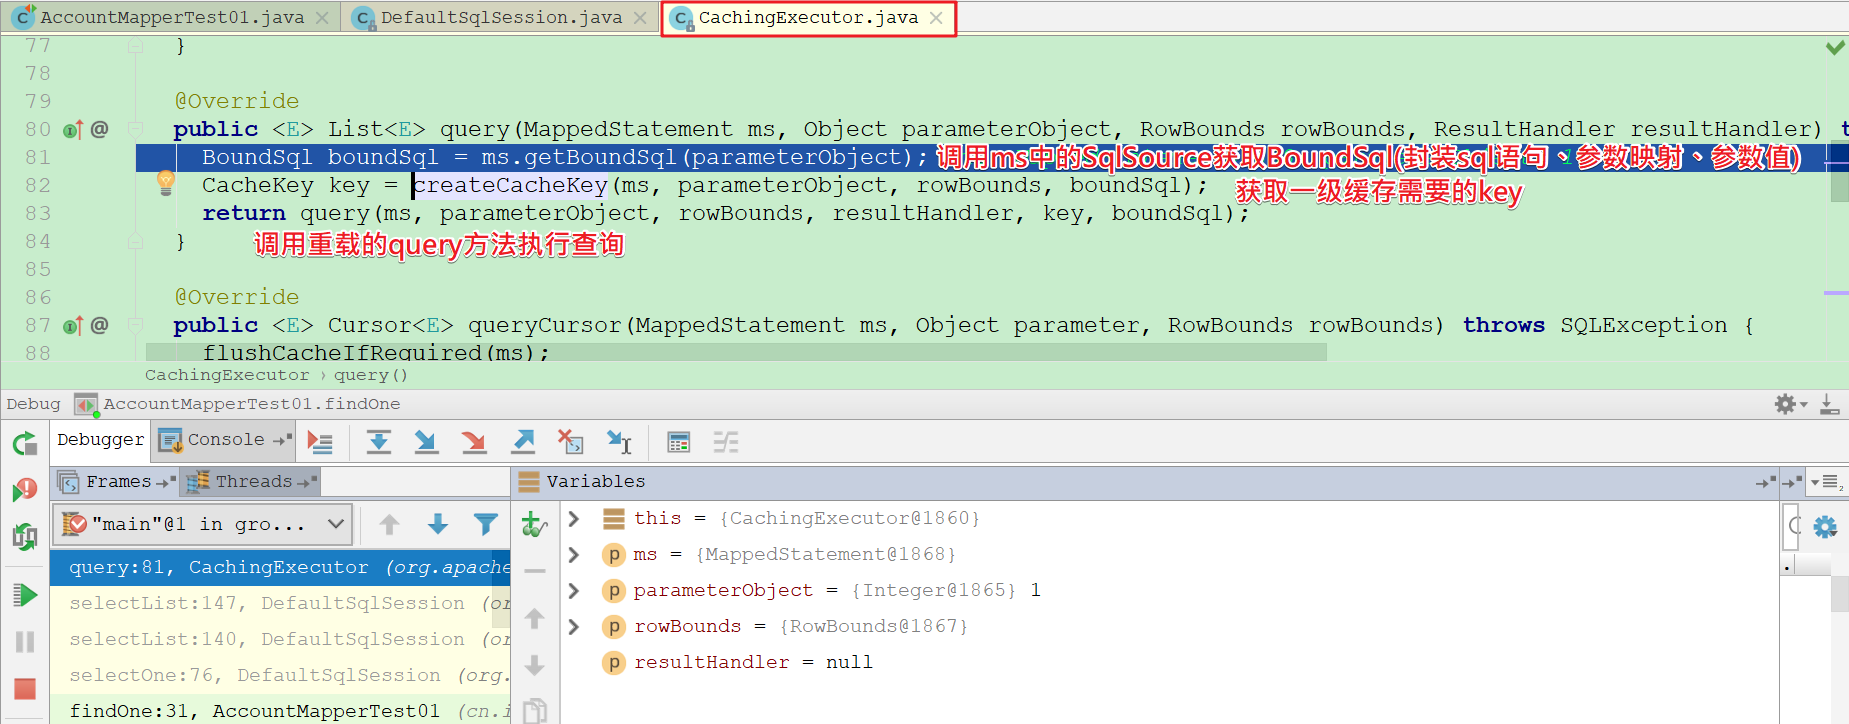 AccountMapperTest01.java
DefaultSqlSession.java
CachingExecutor.java
77 }
78
79 @Override
80 public <E> List<E> query(MappedStatement ms, Object parameterObject, RowBounds rowBounds, ResultHandler resultHandler) t
81 BoundSql boundSql = ms.getBoundSql(parameterObject); 调用ms中的SqlSource获取BoundSql(封装sql语句、参数映射、参数值)
82 CacheKey key = createCacheKey(ms, parameterObject, rowBounds, boundSql); 获取一级缓存需要的key
83 return query(ms, parameterObject, rowBounds, resultHandler, key, boundSql);
84 } 调用重载的query方法执行查询
85
86 @Override
87 public <E> Cursor<E> queryCursor(MappedStatement ms, Object parameter, RowBounds rowBounds) throws SQLException {
88 flushCacheIfRequired(ms);
CachingExecutor › query()
Debug AccountMapperTest01.findOne
Debugger Console
Frames Threads
Variables
"main"@1 in gro...
query:81, CachingExecutor (org.apache
selectList:147, DefaultSqlSession (or
selectList:140, DefaultSqlSession (or
selectOne:76, DefaultSqlSession (org.
findOne:31, AccountMapperTest01 (cn.i
this = {CachingExecutor@1860}
ms = {MappedStatement@1868}
parameterObject = {Integer@1865} 1
rowBounds = {RowBounds@1867}
resultHandler = null